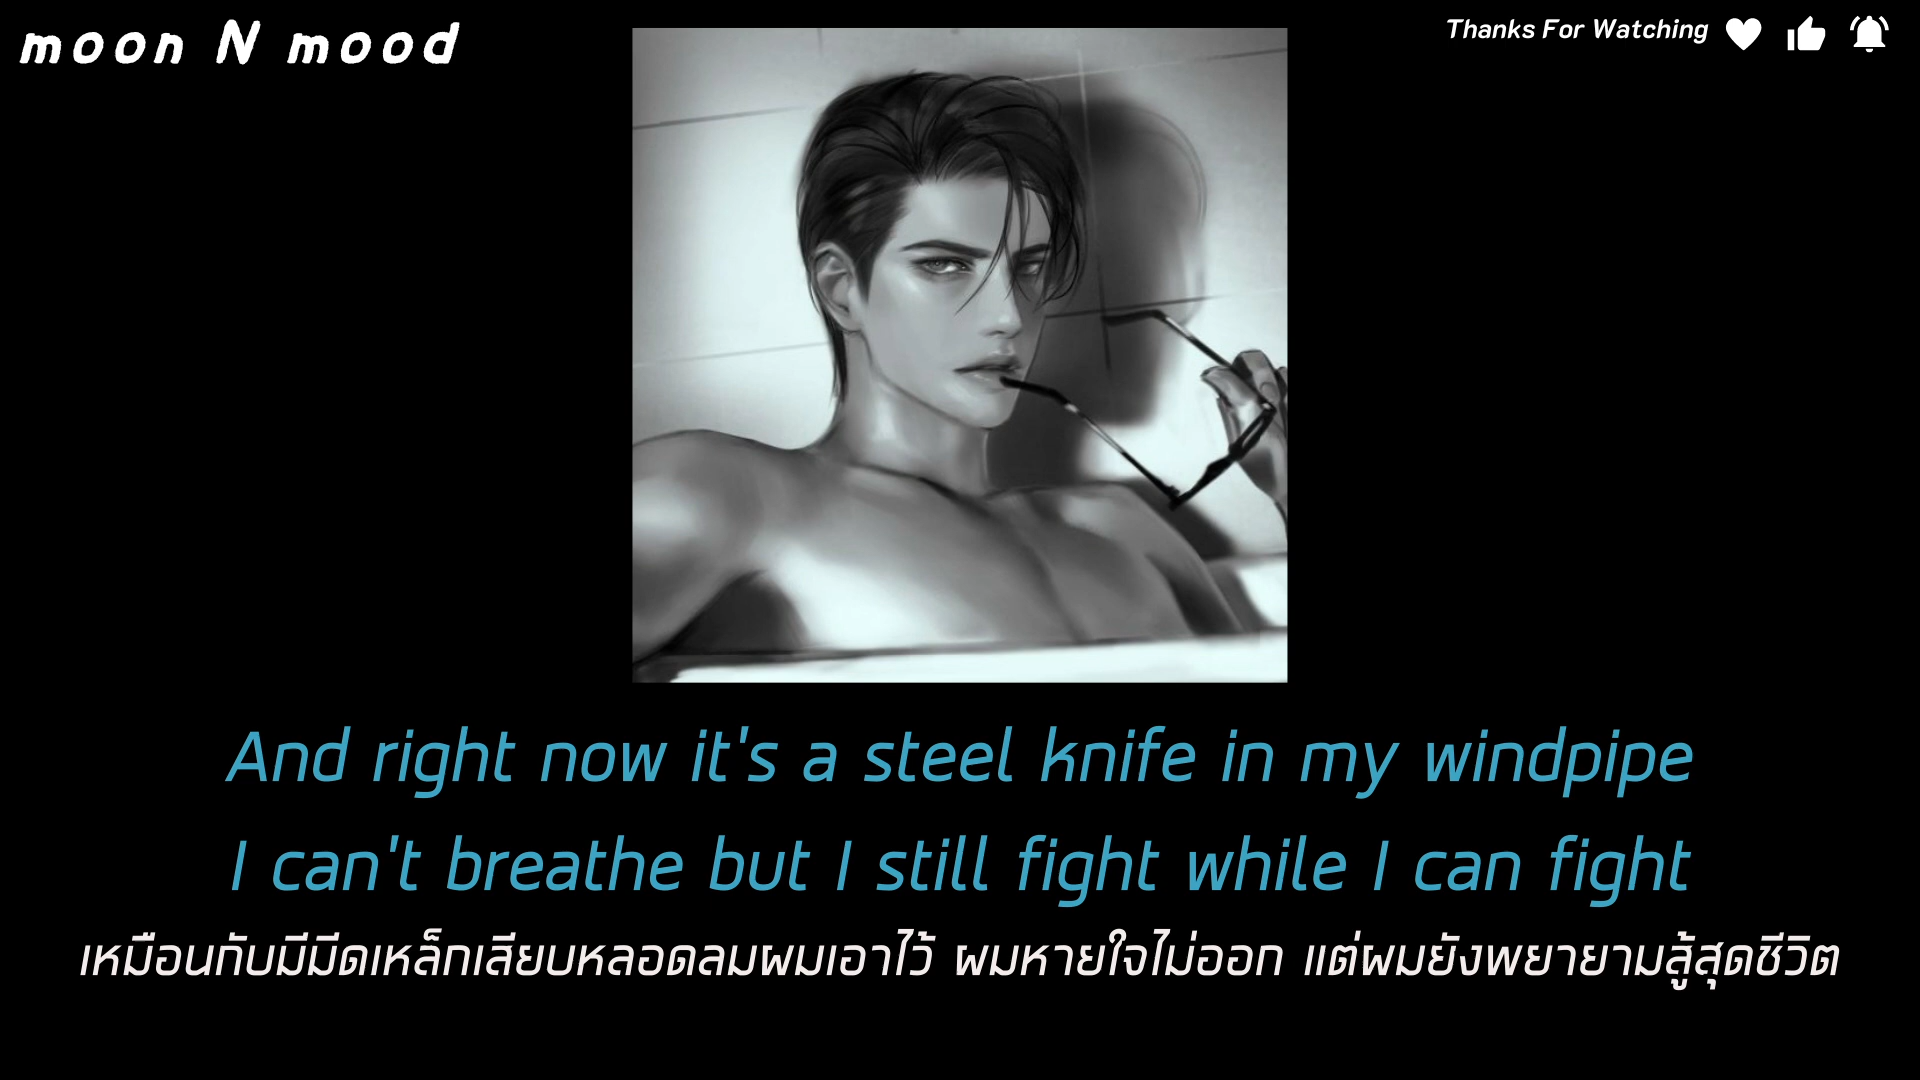 moon N mood
Thanks For Watching
And right now it's a steel knife in my windpipe
I can't breathe but I still fight while I can fight
เหมือนกับมีมีดเหล็กเสียบหลอดลมผมเอาไว้ ผมหายใจไม่ออก แต่ผมยังพยายามสู้สุดชีวิต